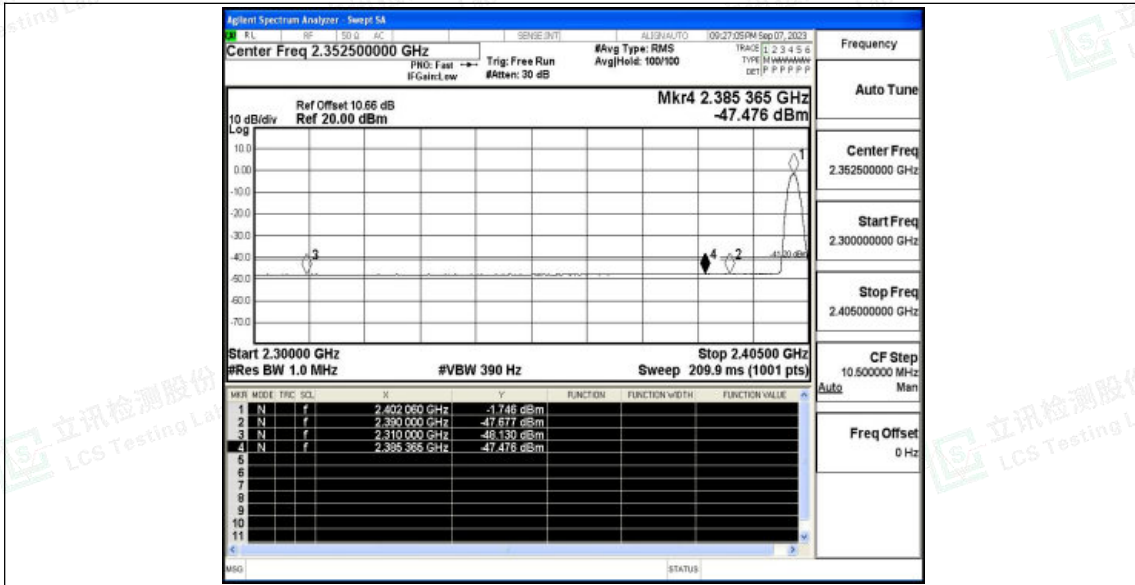 Agilent Spectrum Analyzer - Swept SA
RL RF 50 Ω AC SENSE:INT ALIGNAUTO 09:27:05PM Sep 07, 2023
Center Freq 2.352500000 GHz
PNO: Fast
IFGain:Low
Trig: Free Run
#Atten: 30 dB
#Avg Type: RMS
Avg|Hold: 100/100
TRACE 1 2 3 4 5 6
TYPE M WWWWW
DET P P P P P P
Ref Offset 10.66 dB
Ref 20.00 dBm
10 dB/div
Log
Mkr4 2.385 365 GHz
-47.476 dBm
10.0
0.00
-10.0
-20.0
-30.0
-40.0
-50.0
-60.0
-70.0
1
3
4
2
-41.20 dBm
Start 2.30000 GHz
Stop 2.40500 GHz
#Res BW 1.0 MHz
#VBW 390 Hz
Sweep 209.9 ms (1001 pts)
MKR MODE TRC SCL X Y FUNCTION FUNCTION WIDTH FUNCTION VALUE
1 N f 2.402 060 GHz -1.746 dBm
2 N f 2.390 000 GHz -47.677 dBm
3 N f 2.310 000 GHz -48.130 dBm
4 N f 2.385 365 GHz -47.476 dBm
5
6
7
8
9
10
11
MSG
STATUS
Frequency
Auto Tune
Center Freq
2.352500000 GHz
Start Freq
2.300000000 GHz
Stop Freq
2.405000000 GHz
CF Step
10.500000 MHz
Auto Man
Freq Offset
0 Hz
立讯检测股份
LCS Testing Lab